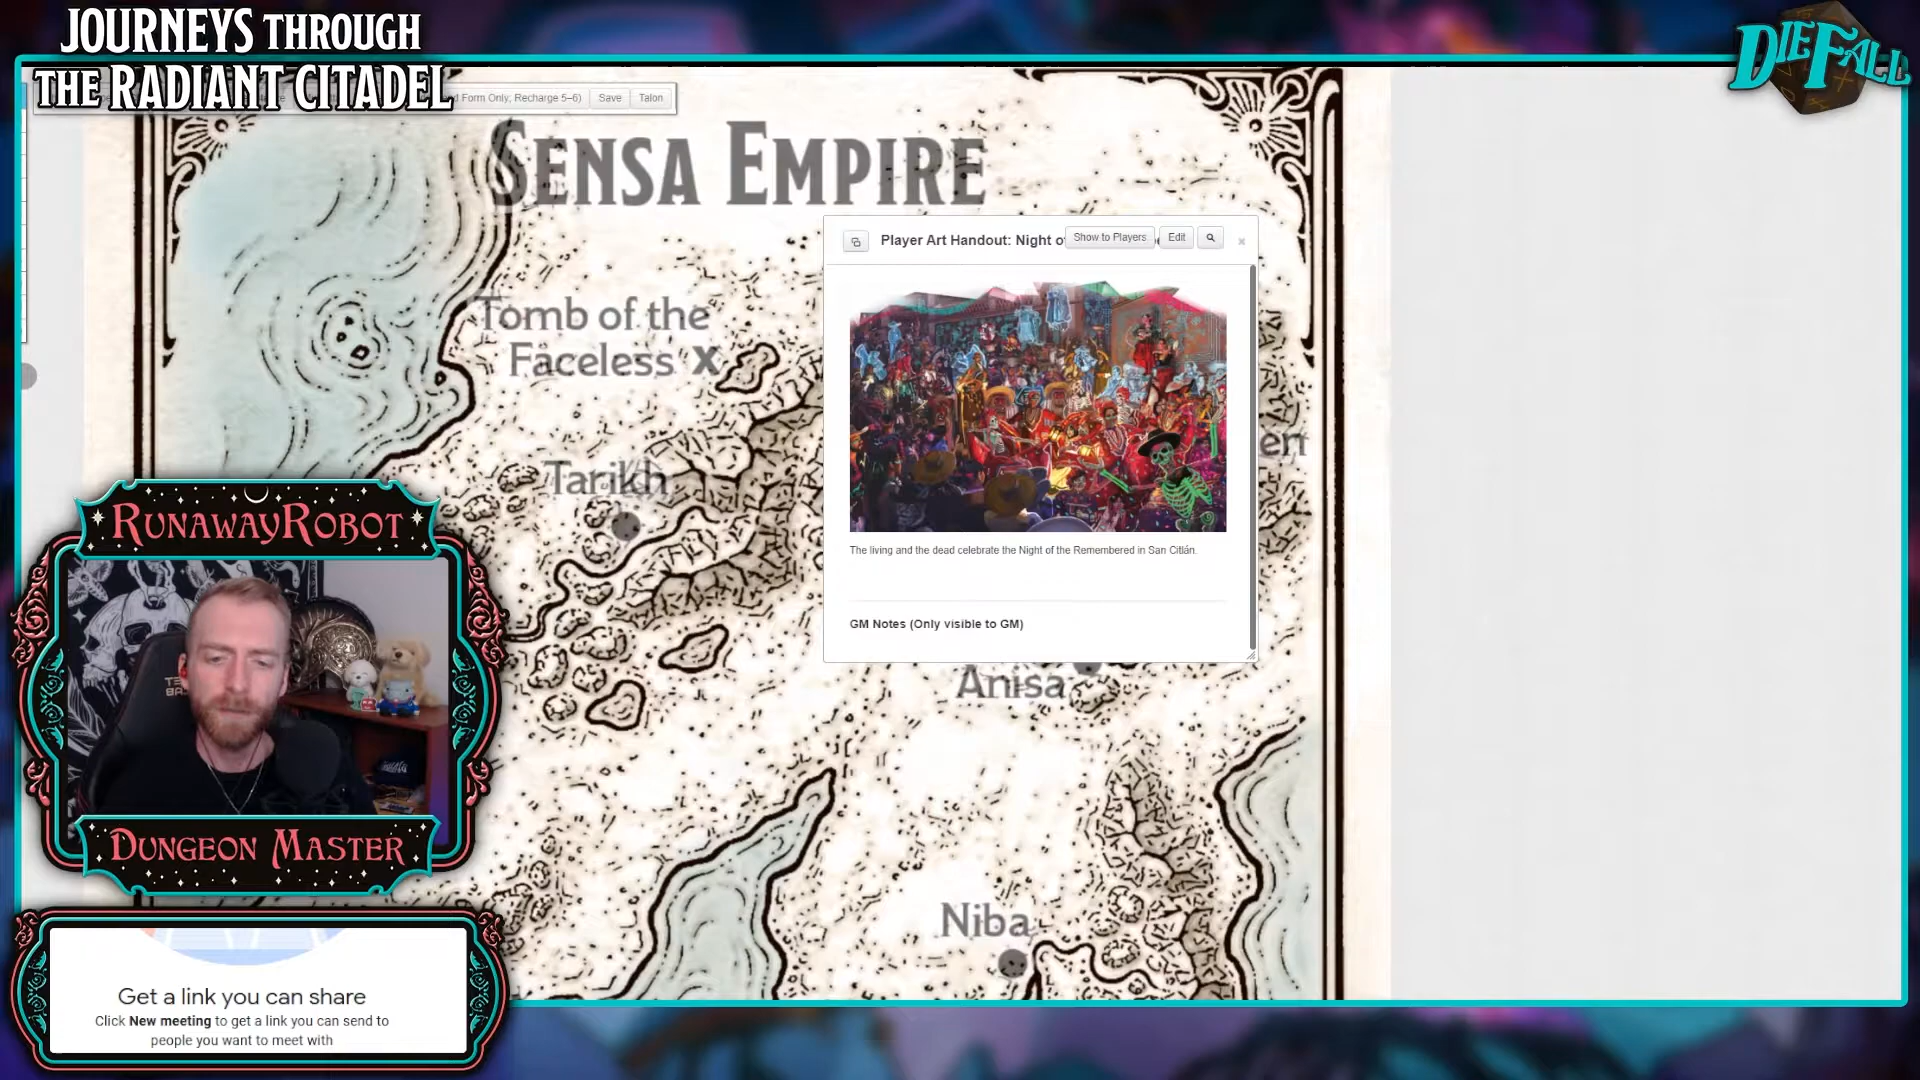 JOURNEYS THROUGH
THE RADIANT CITADEL
DIEFALL
d Form Only; Recharge 5–6) Save Talon
SENSA EMPIRE
Player Art Handout: Night o
Show to Players Edit
Tomb of the
Faceless X
Tarikh
en
The living and the dead celebrate the Night of the Remembered in San Citlán.
GM Notes (Only visible to GM)
RUNAWAYROBOT
Anisa
DUNGEON MASTER
Niba
Get a link you can share
Click New meeting to get a link you can send to
people you want to meet with